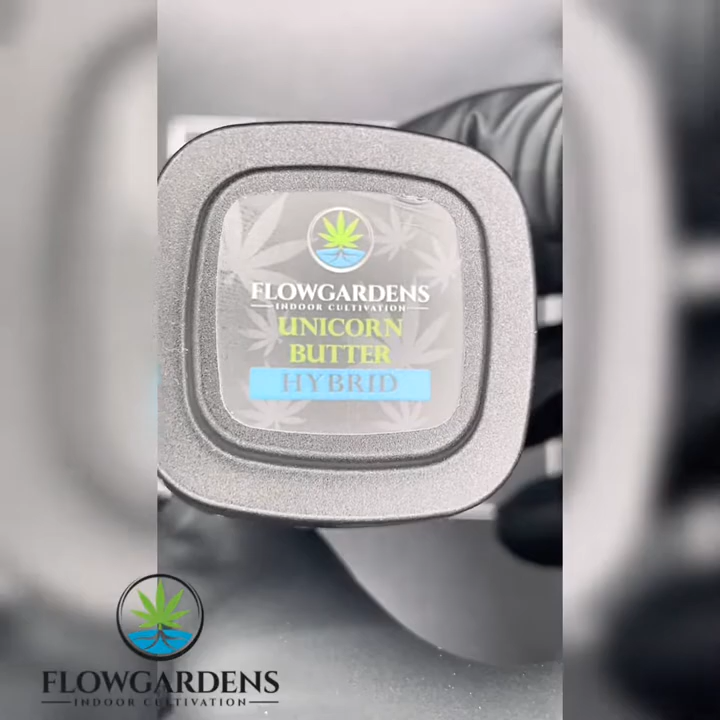 FLOWGARDENS
INDOOR CULTIVATION
UNICORN
BUTTER
HYBRID
FLOWGARDENS
INDOOR CULTIVATION